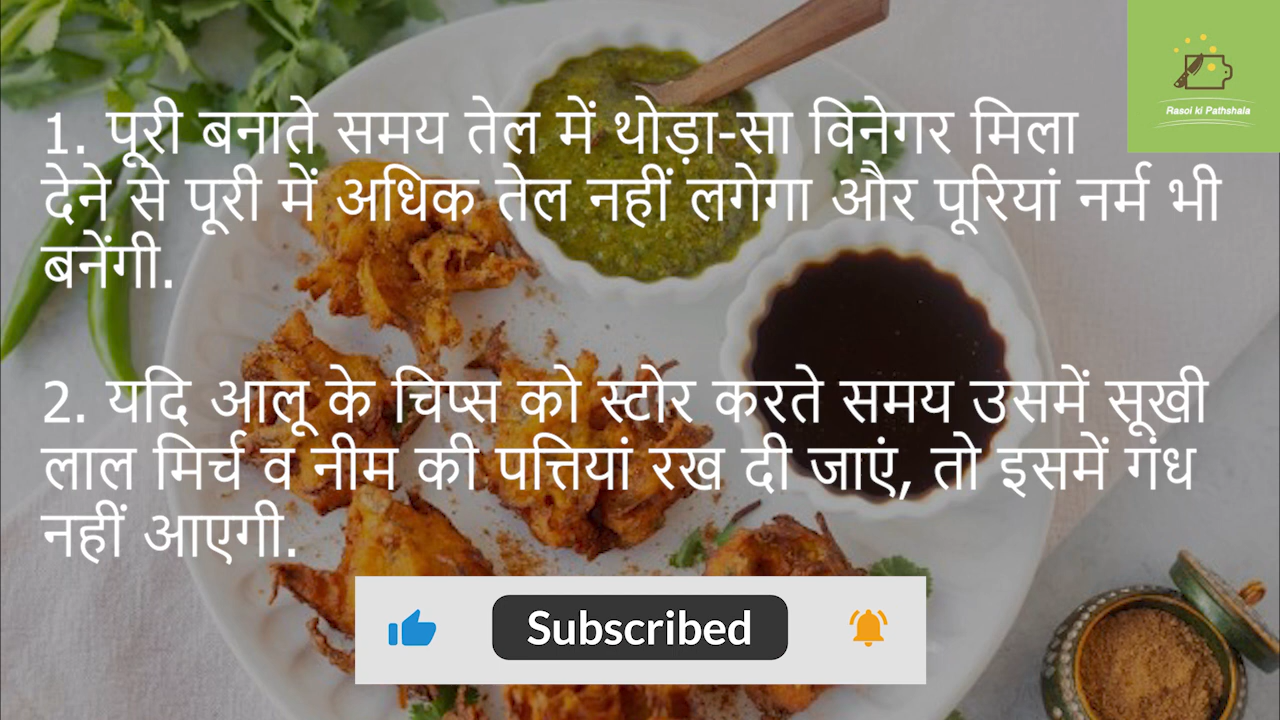 Rasoi ki Pathshala
1. पूरी बनाते समय तेल में थोड़ा-सा विनेगर मिला
देने से पूरी में अधिक तेल नहीं लगेगा और पूरियां नर्म भी
बनेंगी.
2. यदि आलू के चिप्स को स्टोर करते समय उसमें सूखी
लाल मिर्च व नीम की पत्तियां रख दी जाएं, तो इसमें गंध
नहीं आएगी.
Subscribed